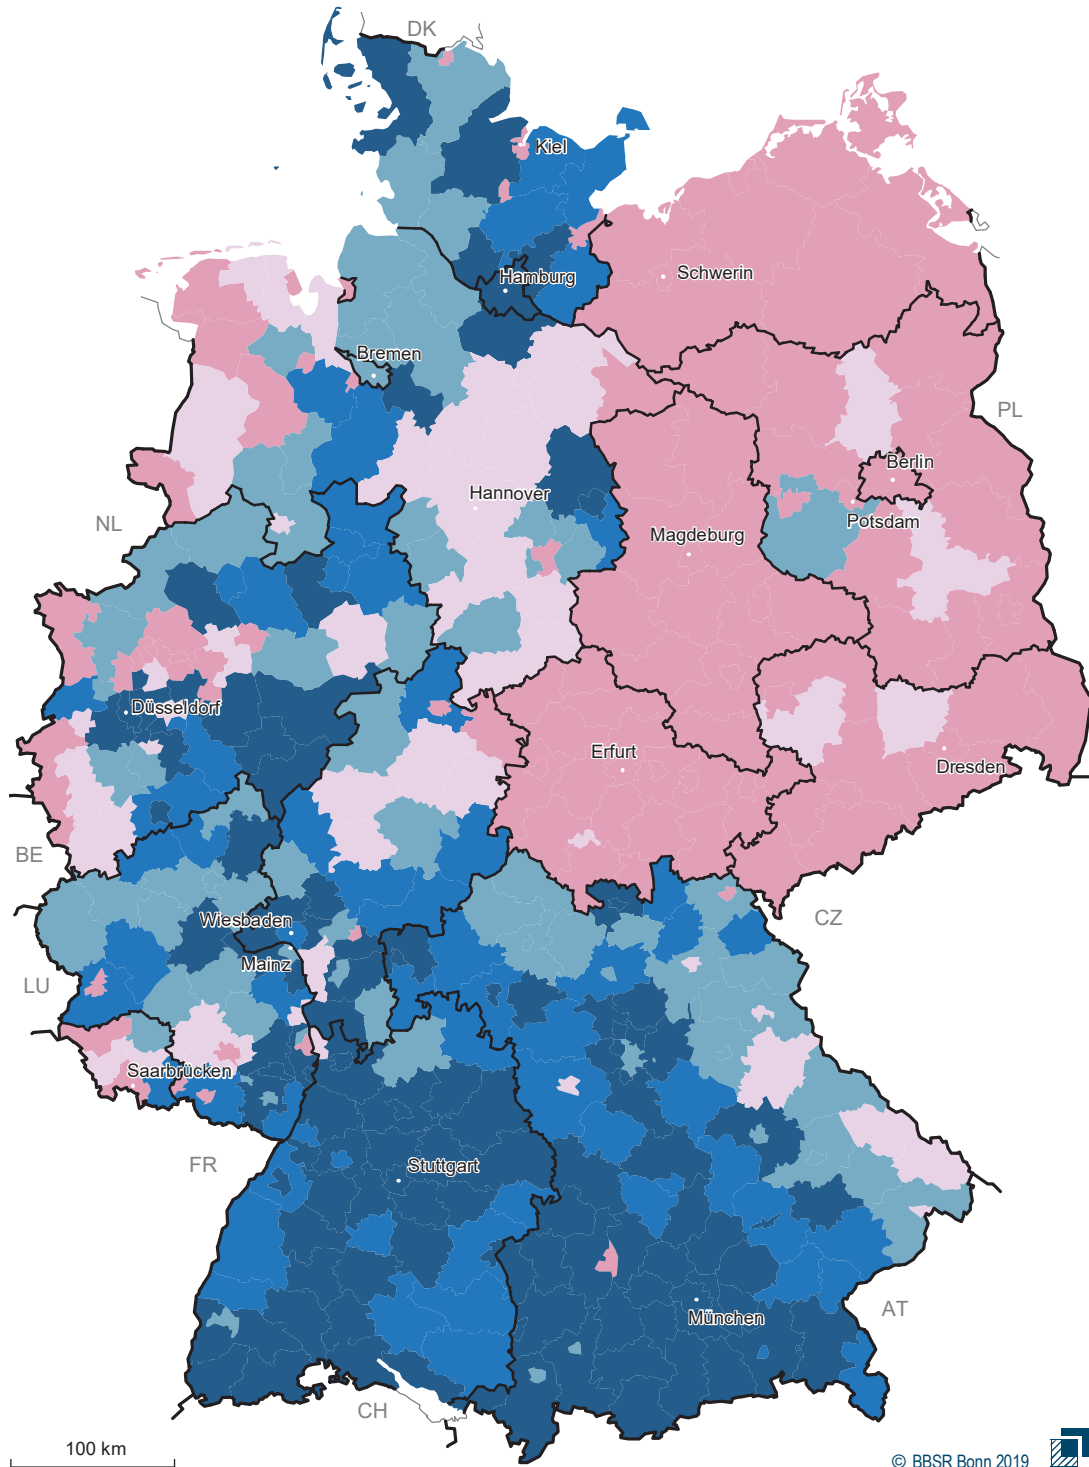 DK
Kiel
Hamburg
Schwerin
Bremen
PL
Berlin
Hannover
NL
Potsdam
Magdeburg
Düsseldorf
Erfurt
Dresden
BE
CZ
Wiesbaden
Mainz
LU
Saarbrücken
FR
Stuttgart
AT
München
CH
100 km
© BBSR Bonn 2019